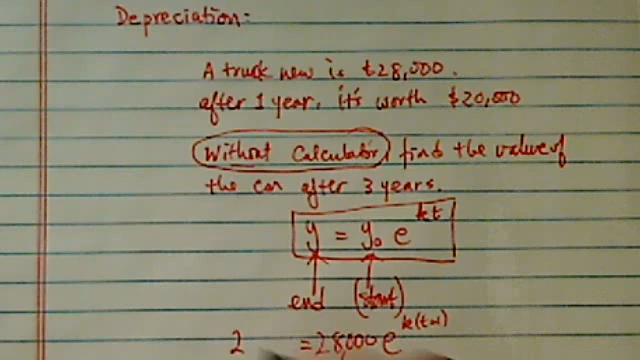 Depreciation:
A truck new is $28,000.
after 1 year, it's worth $20,000
Without Calculator, find the value of
the car after 3 years.
y = y₀ e^{kt}
end (start)
2 = 28,000 e^{k(t=1)}